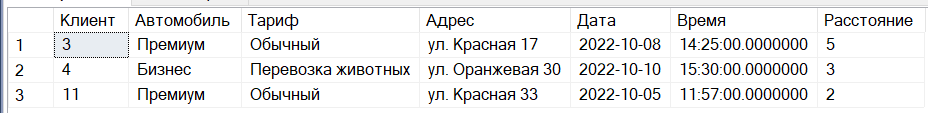 Клиент Автомобиль Тариф Адрес Дата Время Расстояние
1 3 Премиум Обычный ул. Красная 17 2022-10-08 14:25:00.0000000 5
2 4 Бизнес Перевозка животных ул. Оранжевая 30 2022-10-10 15:30:00.0000000 3
3 11 Премиум Обычный ул. Красная 33 2022-10-05 11:57:00.0000000 2